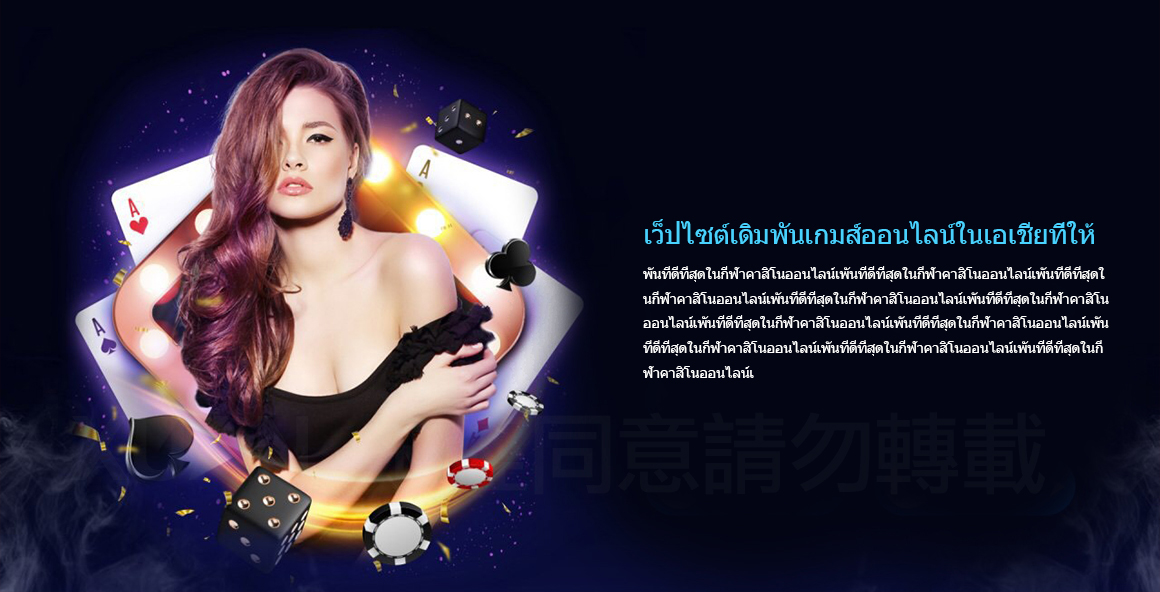 A
A
A
เว็ปไซต์เดิมพันเกมส์ออนไลน์ในเอเชียที่ให้
พันที่ดีที่สุดในกีฬาคาสิโนออนไลน์เพันที่ดีที่สุดในกีฬาคาสิโนออนไลน์เพันที่ดีที่สุดใ
นกีฬาคาสิโนออนไลน์เพันที่ดีที่สุดในกีฬาคาสิโนออนไลน์เพันที่ดีที่สุดในกีฬาคาสิโน
ออนไลน์เพันที่ดีที่สุดในกีฬาคาสิโนออนไลน์เพันที่ดีที่สุดในกีฬาคาสิโนออนไลน์เพัน
ที่ดีที่สุดในกีฬาคาสิโนออนไลน์เพันที่ดีที่สุดในกีฬาคาสิโนออนไลน์เพันที่ดีที่สุดในกี
ฬาคาสิโนออนไลน์เ
同意請勿轉載